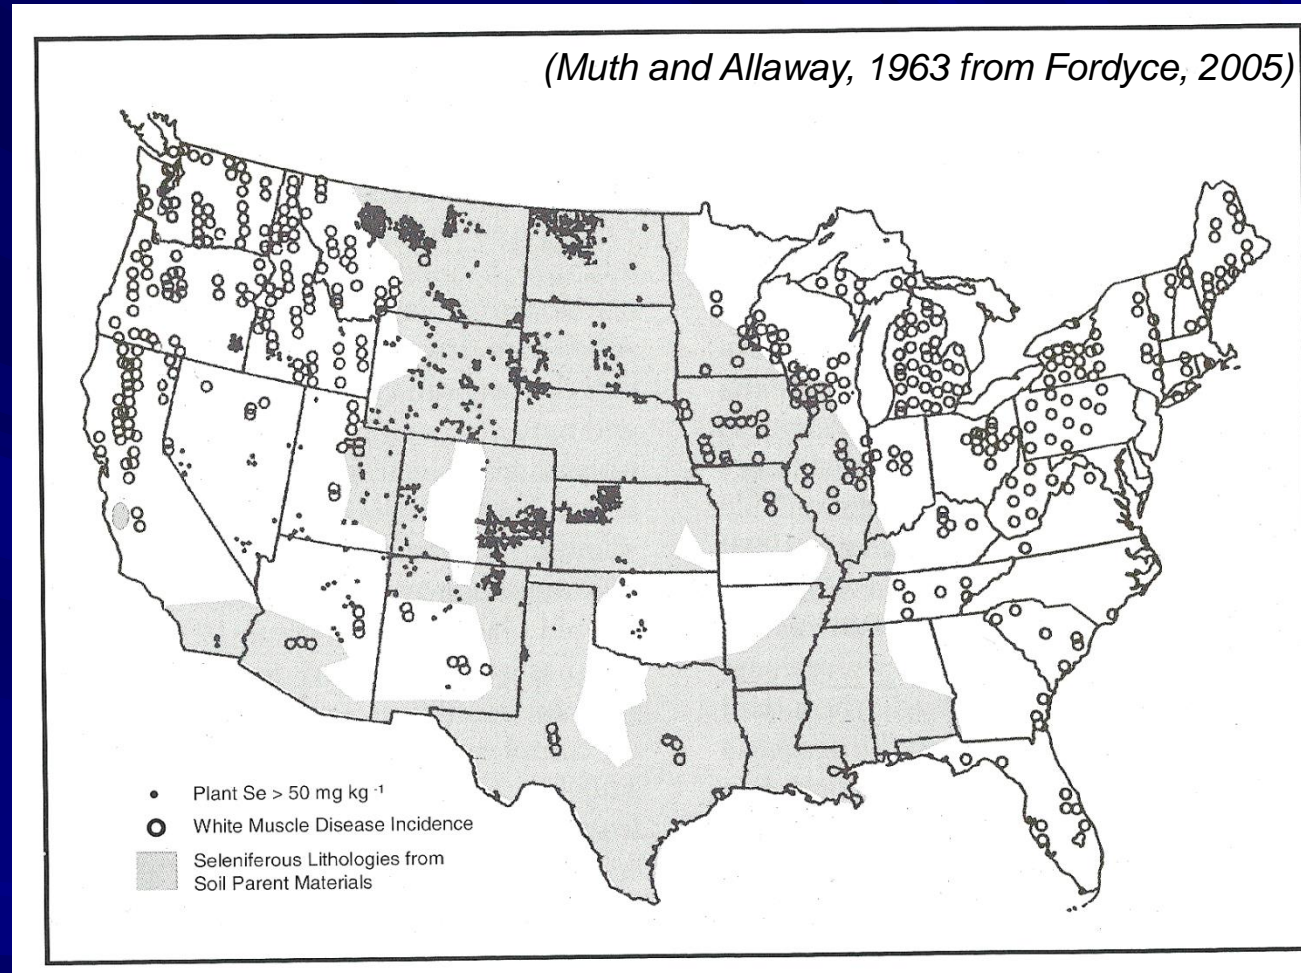 (Muth and Allaway, 1963 from Fordyce, 2005)
Plant Se > 50 mg kg -1
White Muscle Disease Incidence
Seleniferous Lithologies from
Soil Parent Materials